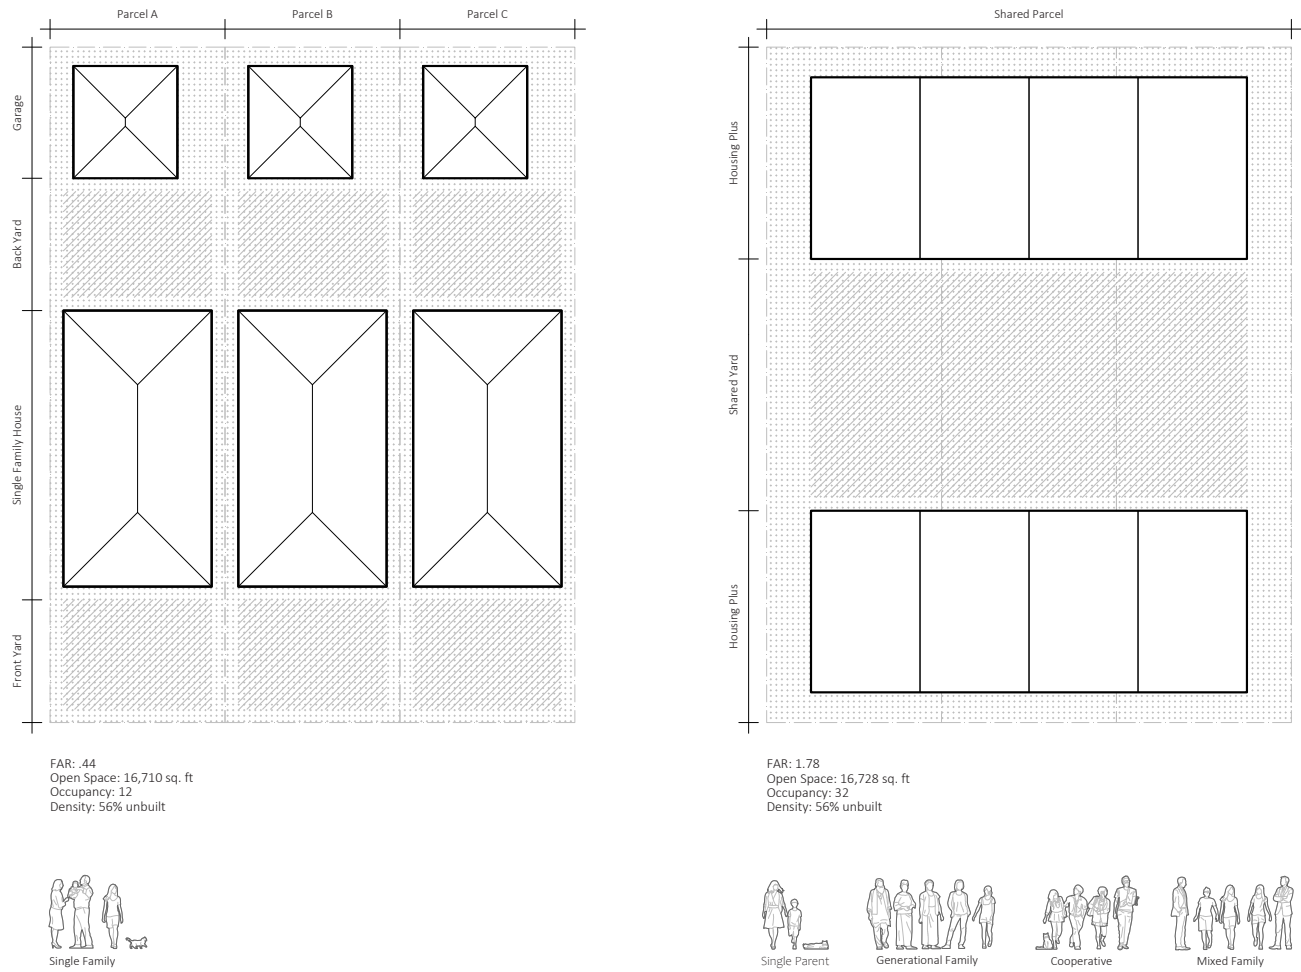 Parcel A
Parcel B
Parcel C
Garage
Back Yard
Single Family House
Front Yard
FAR: .44
Open Space: 16,710 sq. ft
Occupancy: 12
Density: 56% unbuilt
Single Family
Shared Parcel
Housing Plus
Shared Yard
Housing Plus
FAR: 1.78
Open Space: 16,728 sq. ft
Occupancy: 32
Density: 56% unbuilt
Single Parent
Generational Family
Cooperative
Mixed Family